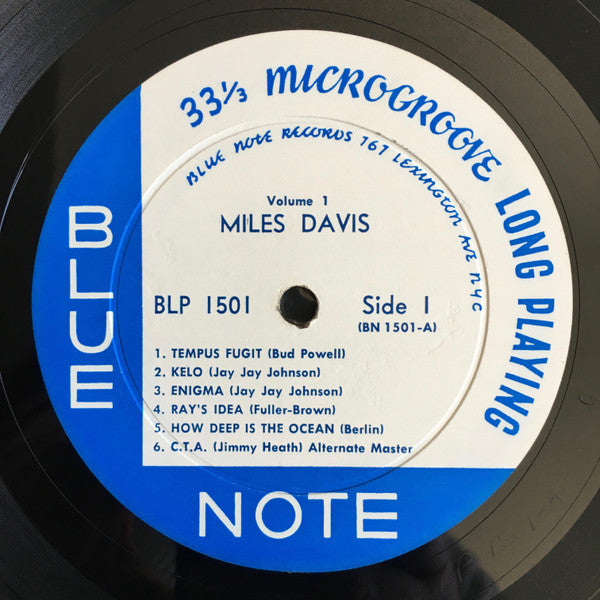 33⅓ MICROGROOVE LONG PLAYING
BLUE NOTE RECORDS 767 LEXINGTON AVE NYC
Volume 1
MILES DAVIS
BLP 1501 Side 1
(BN 1501-A)
1. TEMPUS FUGIT (Bud Powell)
2. KELO (Jay Jay Johnson)
3. ENIGMA (Jay Jay Johnson)
4. RAY'S IDEA (Fuller-Brown)
5. HOW DEEP IS THE OCEAN (Berlin)
6. C.T.A. (Jimmy Heath) Alternate Master
BLUE
NOTE